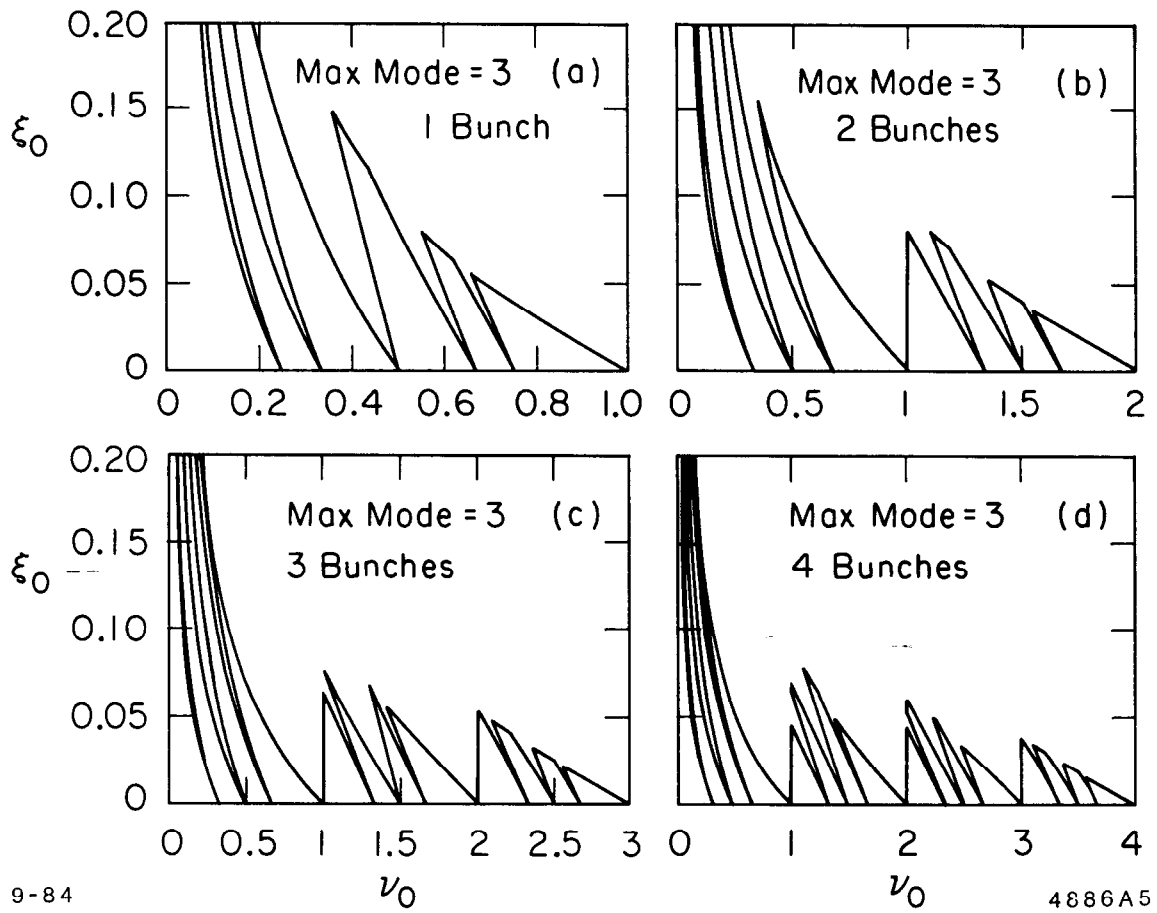 0.20
0.15
0.10
0.05
0
ξ0
Max Mode = 3 (a)
1 Bunch
0 0.2 0.4 0.6 0.8 1.0
Max Mode = 3 (b)
2 Bunches
0 0.5 1 1.5 2
0.20
0.15
0.10
0.05
0
ξ0
Max Mode = 3 (c)
3 Bunches
0 0.5 1 1.5 2 2.5 3
ν0
Max Mode = 3 (d)
4 Bunches
0 1 2 3 4
ν0
9-84
4886A5